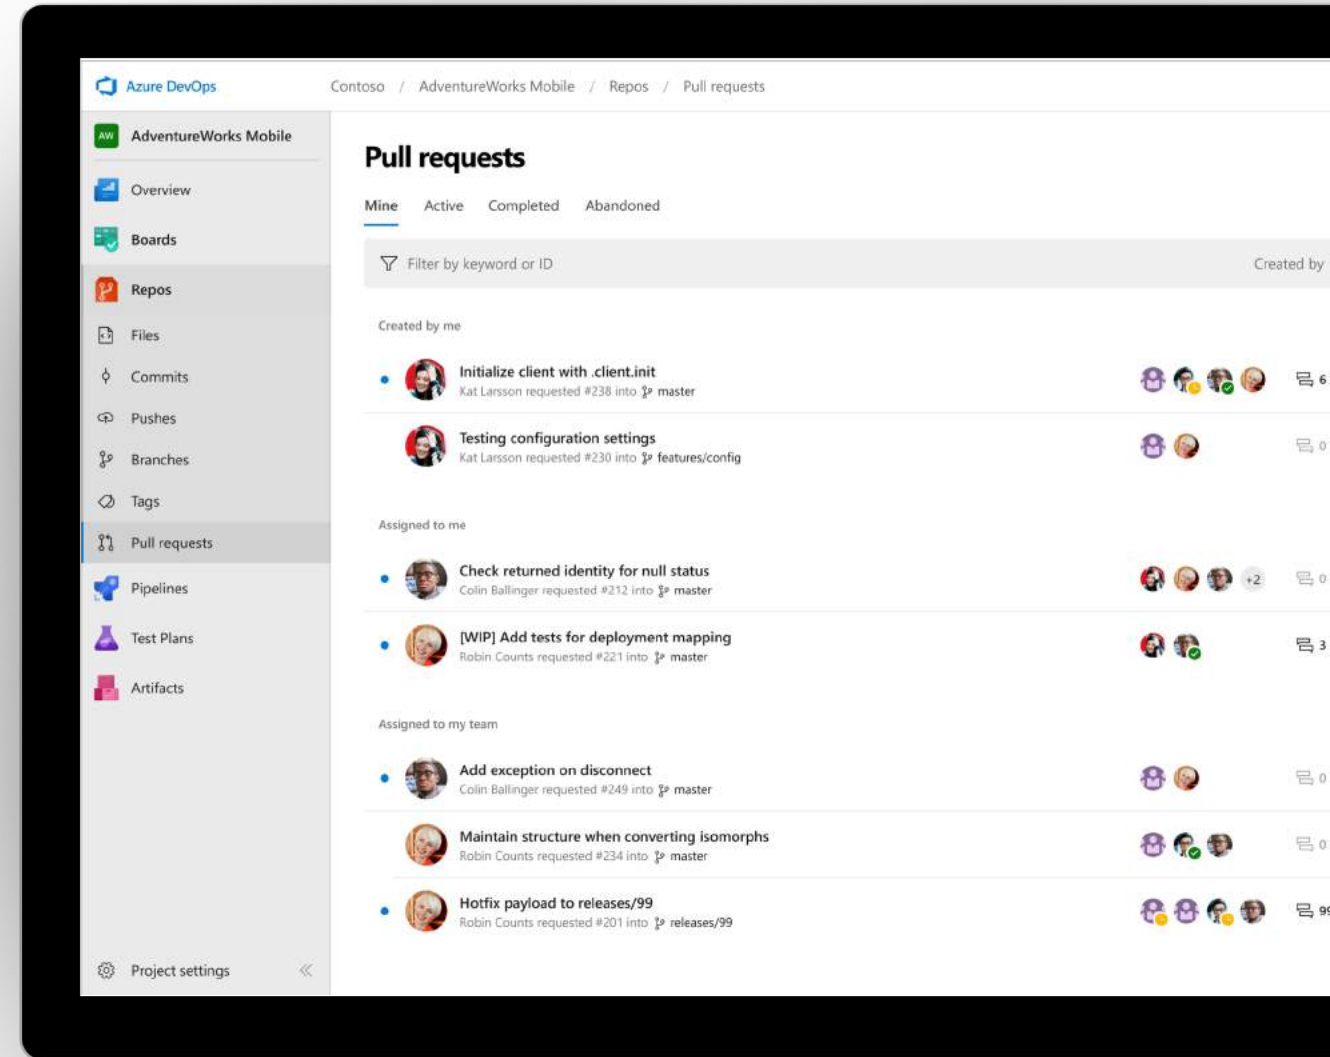 Azure DevOps
Contoso / AdventureWorks Mobile / Repos / Pull requests
AW AdventureWorks Mobile
Overview
Boards
Repos
Files
Commits
Pushes
Branches
Tags
Pull requests
Pipelines
Test Plans
Artifacts
Project settings
Pull requests
Mine Active Completed Abandoned
Filter by keyword or ID Created by
Created by me
Initialize client with .client.init
Kat Larsson requested #238 into master
6
Testing configuration settings
Kat Larsson requested #230 into features/config
0
Assigned to me
Check returned identity for null status
Colin Ballinger requested #212 into master
+2 0
[WIP] Add tests for deployment mapping
Robin Counts requested #221 into master
3
Assigned to my team
Add exception on disconnect
Colin Ballinger requested #249 into master
0
Maintain structure when converting isomorphs
Robin Counts requested #234 into master
0
Hotfix payload to releases/99
Robin Counts requested #201 into releases/99
99